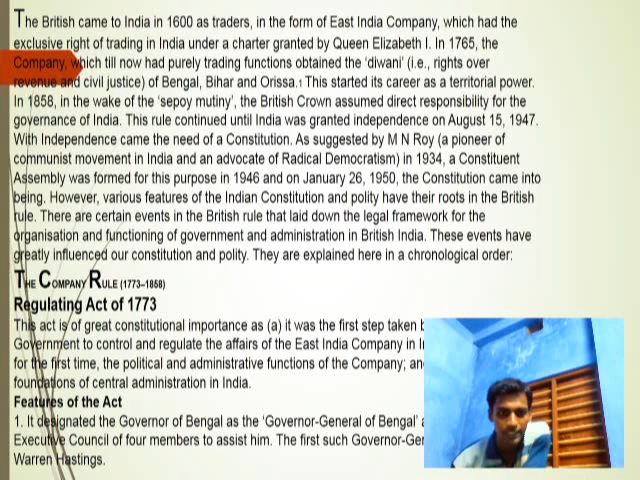 The British came to India in 1600 as traders, in the form of East India Company, which had the
exclusive right of trading in India under a charter granted by Queen Elizabeth I. In 1765, the
Company, which till now had purely trading functions obtained the ‘diwani’ (i.e., rights over
revenue and civil justice) of Bengal, Bihar and Orissa.1 This started its career as a territorial power.
In 1858, in the wake of the ‘sepoy mutiny’, the British Crown assumed direct responsibility for the
governance of India. This rule continued until India was granted independence on August 15, 1947.
With Independence came the need of a Constitution. As suggested by M N Roy (a pioneer of
communist movement in India and an advocate of Radical Democratism) in 1934, a Constituent
Assembly was formed for this purpose in 1946 and on January 26, 1950, the Constitution came into
being. However, various features of the Indian Constitution and polity have their roots in the British
rule. There are certain events in the British rule that laid down the legal framework for the
organisation and functioning of government and administration in British India. These events have
greatly influenced our constitution and polity. They are explained here in a chronological order:
THE COMPANY RULE (1773–1858)
Regulating Act of 1773
This act is of great constitutional importance as (a) it was the first step taken
Government to control and regulate the affairs of the East India Company in
for the first time, the political and administrative functions of the Company;
foundations of central administration in India.
Features of the Act
1. It designated the Governor of Bengal as the ‘Governor-General of Bengal’
Executive Council of four members to assist him. The first such
Warren Hastings.